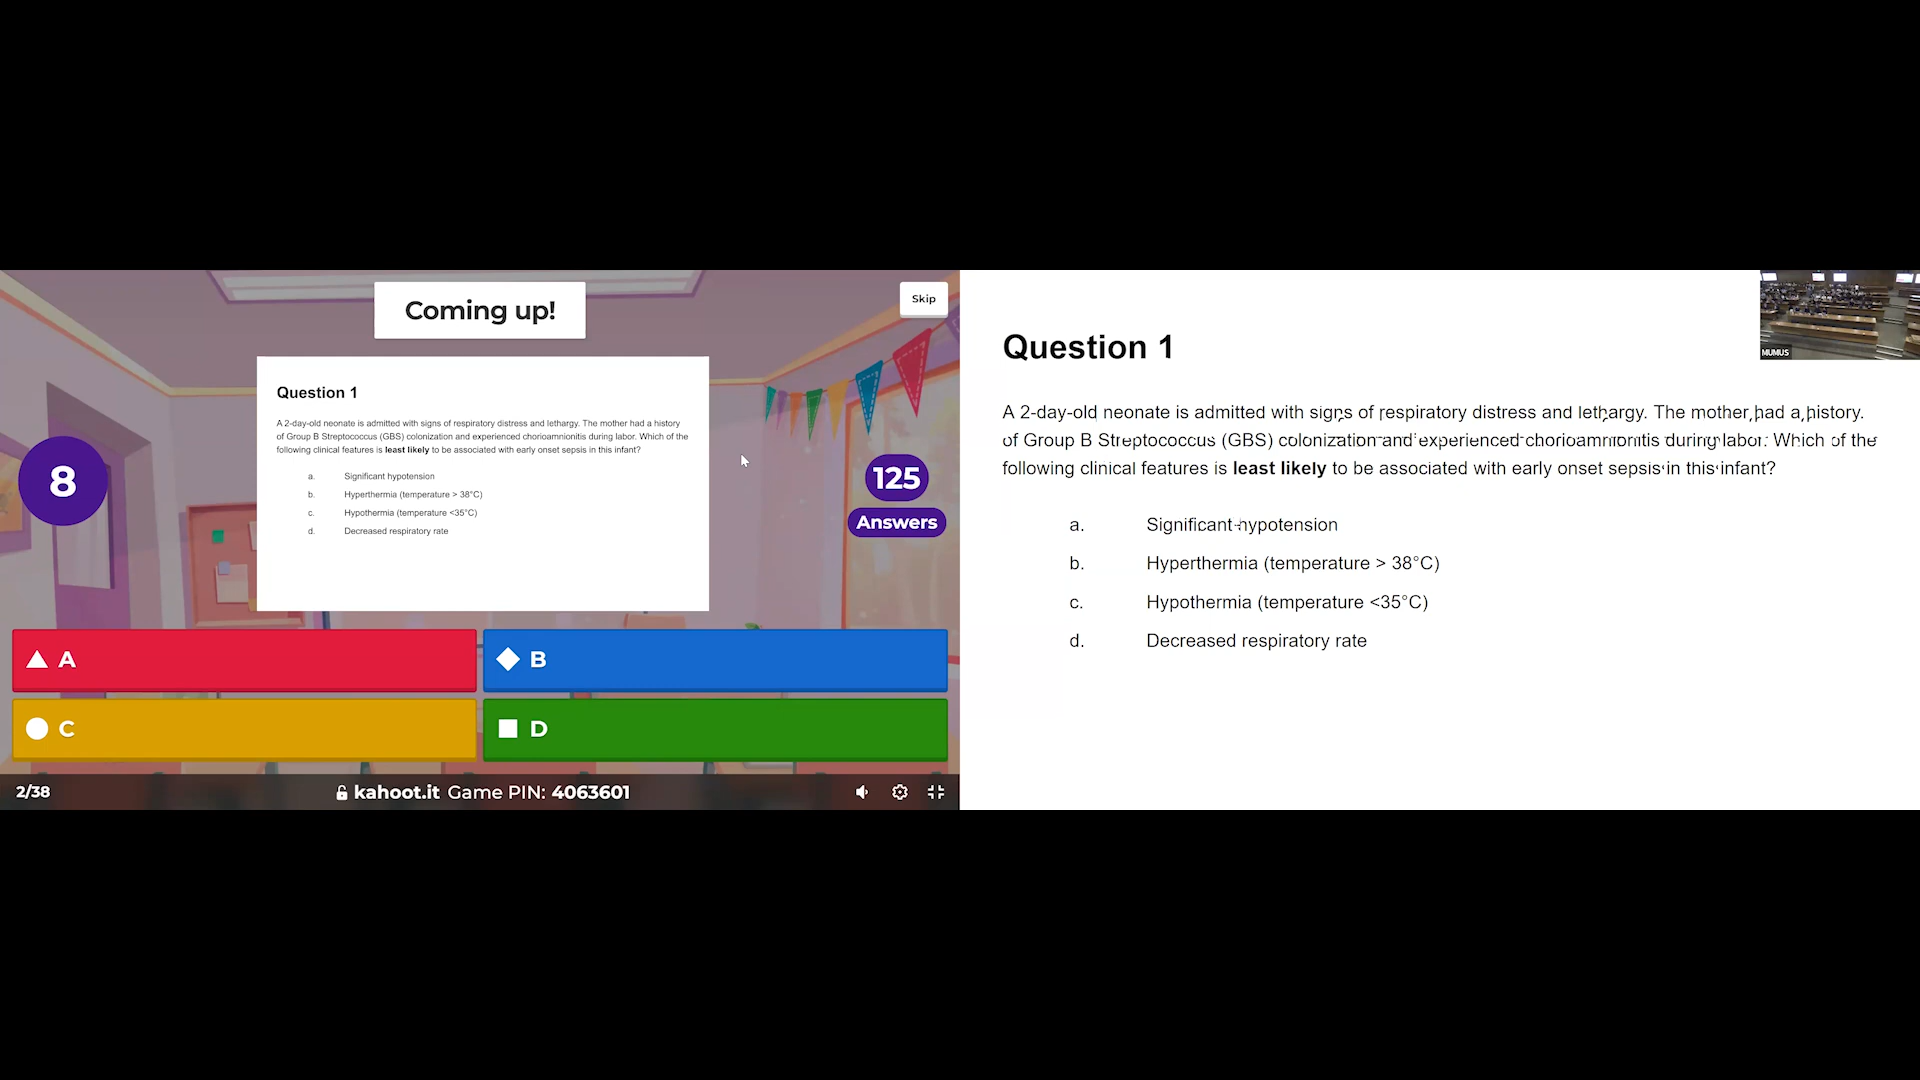 Coming up!
Skip
Question 1
A 2-day-old neonate is admitted with signs of respiratory distress and lethargy. The mother had a history
of Group B Streptococcus (GBS) colonization and experienced chorioamnionitis during labor. Which of the
following clinical features is least likely to be associated with early onset sepsis in this infant?
a. Significant hypotension
b. Hyperthermia (temperature > 38°C)
c. Hypothermia (temperature <35°C)
d. Decreased respiratory rate
8
125
Answers
A
B
C
D
2/38
kahoot.it Game PIN: 4063601
MUMUS
Question 1
A 2-day-old neonate is admitted with signs of respiratory distress and lethargy. The mother had a history
of Group B Streptococcus (GBS) colonization and experienced chorioamnionitis during labor. Which of the
following clinical features is least likely to be associated with early onset sepsis in this infant?
a. Significant hypotension
b. Hyperthermia (temperature > 38°C)
c. Hypothermia (temperature <35°C)
d. Decreased respiratory rate